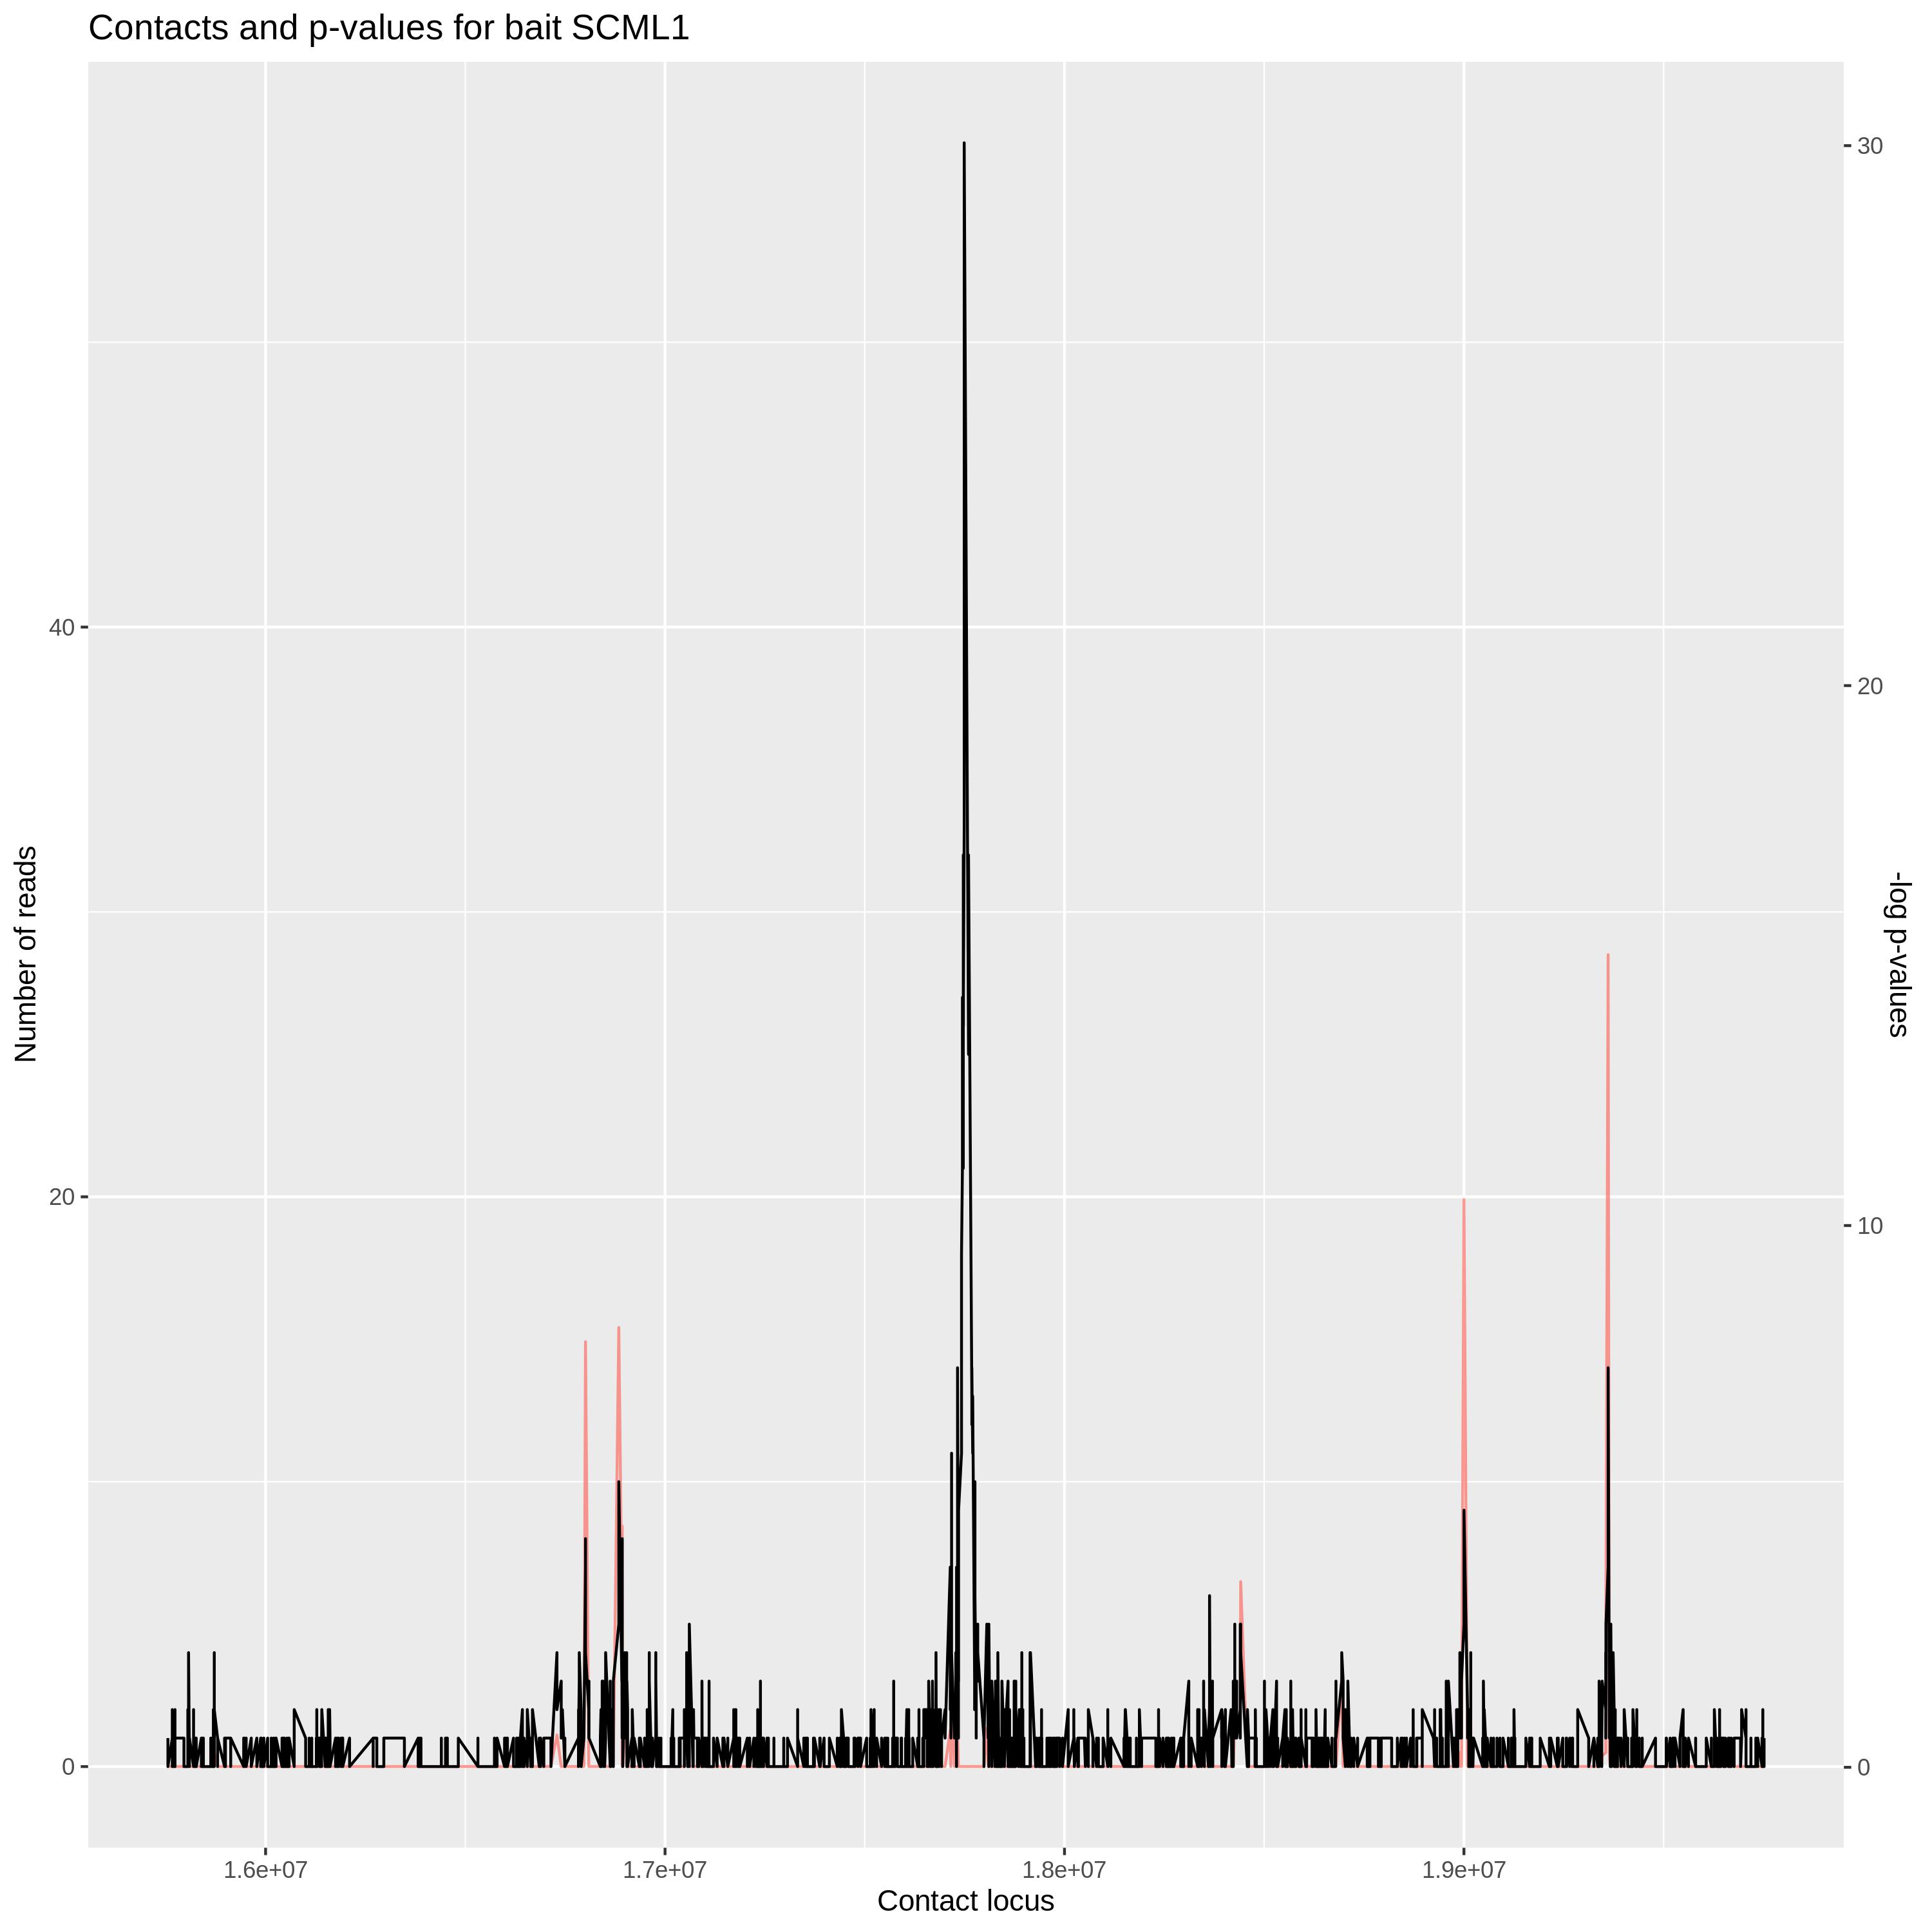 Contacts and p-values for bait SCML1
30
40
20
Number of reads
-log p-values
20
10
0
0
1.6e+07
1.7e+07
1.8e+07
1.9e+07
Contact locus